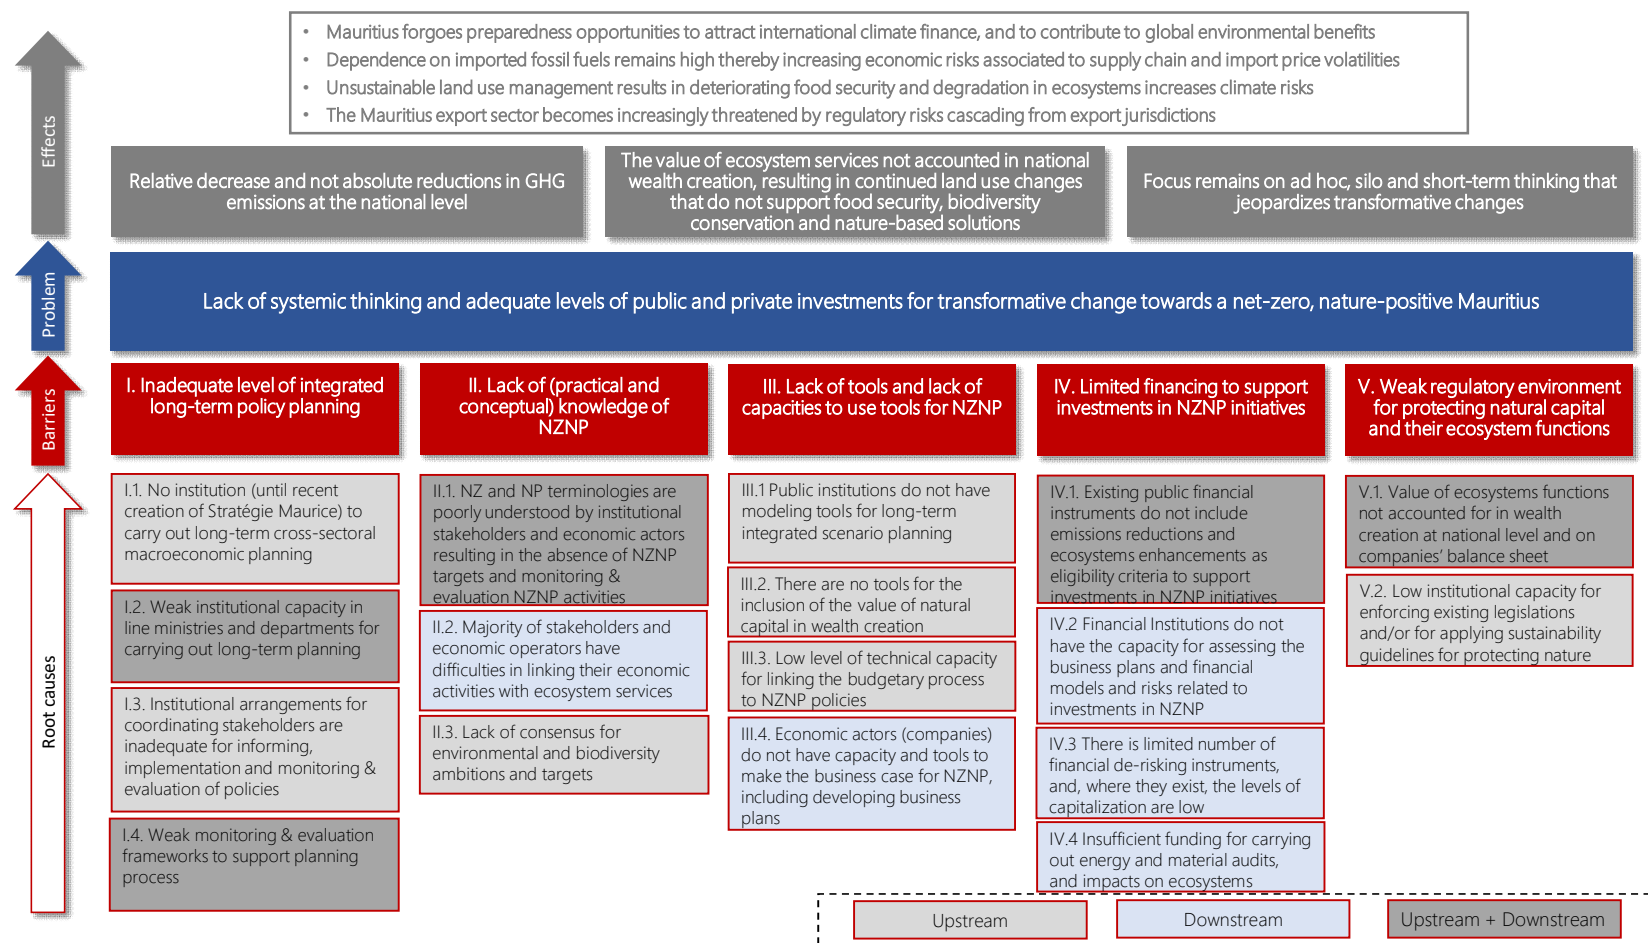 • Mauritius forgoes preparedness opportunities to attract international climate finance, and to contribute to global environmental benefits
• Dependence on imported fossil fuels remains high thereby increasing economic risks associated to supply chain and import price volatilities
• Unsustainable land use management results in deteriorating food security and degradation in ecosystems increases climate risks
• The Mauritius export sector becomes increasingly threatened by regulatory risks cascading from export jurisdictions
Effects
Relative decrease and not absolute reductions in GHG
emissions at the national level
The value of ecosystem services not accounted in national
wealth creation, resulting in continued land use changes
that do not support food security, biodiversity
conservation and nature-based solutions
Focus remains on ad hoc, silo and short-term thinking that
jeopardizes transformative changes
Problem
Lack of systemic thinking and adequate levels of public and private investments for transformative change towards a net-zero, nature-positive Mauritius
Barriers
I. Inadequate level of integrated
long-term policy planning
II. Lack of (practical and
conceptual) knowledge of
NZNP
III. Lack of tools and lack of
capacities to use tools for NZNP
IV. Limited financing to support
investments in NZNP initiatives
V. Weak regulatory environment
for protecting natural capital
and their ecosystem functions
Root causes
I.1. No institution (until recent
creation of Stratégie Maurice) to
carry out long-term cross-sectoral
macroeconomic planning
I.2. Weak institutional capacity in
line ministries and departments for
carrying out long-term planning
I.3. Institutional arrangements for
coordinating stakeholders are
inadequate for informing,
implementation and monitoring &
evaluation of policies
I.4. Weak monitoring & evaluation
frameworks to support planning
process
II.1. NZ and NP terminologies are
poorly understood by institutional
stakeholders and economic actors
resulting in the absence of NZNP
targets and monitoring &
evaluation NZNP activities
II.2. Majority of stakeholders and
economic operators have
difficulties in linking their economic
activities with ecosystem services
II.3. Lack of consensus for
environmental and biodiversity
ambitions and targets
III.1 Public institutions do not have
modeling tools for long-term
integrated scenario planning
III.2. There are no tools for the
inclusion of the value of natural
capital in wealth creation
III.3. Low level of technical capacity
for linking the budgetary process
to NZNP policies
III.4. Economic actors (companies)
do not have capacity and tools to
make the business case for NZNP,
including developing business
plans
IV.1. Existing public financial
instruments do not include
emissions reductions and
ecosystems enhancements as
eligibility criteria to support
investments in NZNP initiatives
IV.2 Financial Institutions do not
have the capacity for assessing the
business plans and financial
models and risks related to
investments in NZNP
IV.3 There is limited number of
financial de-risking instruments,
and, where they exist, the levels of
capitalization are low
IV.4 Insufficient funding for carrying
out energy and material audits,
and impacts on ecosystems
V.1. Value of ecosystems functions
not accounted for in wealth
creation at national level and on
companies’ balance sheet
V.2. Low institutional capacity for
enforcing existing legislations
and/or for applying sustainability
guidelines for protecting nature
Upstream
Downstream
Upstream + Downstream